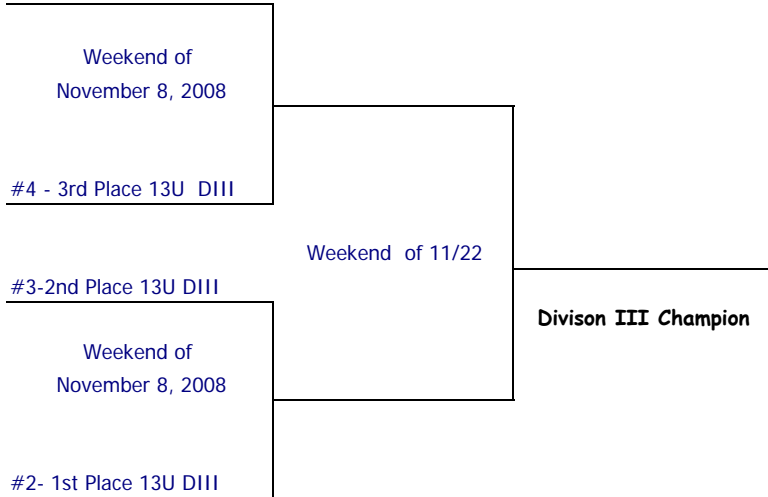 Weekend of
November 8, 2008
#4 - 3rd Place 13U DIII
Weekend of 11/22
#3-2nd Place 13U DIII
Divison III Champion
Weekend of
November 8, 2008
#2- 1st Place 13U DIII